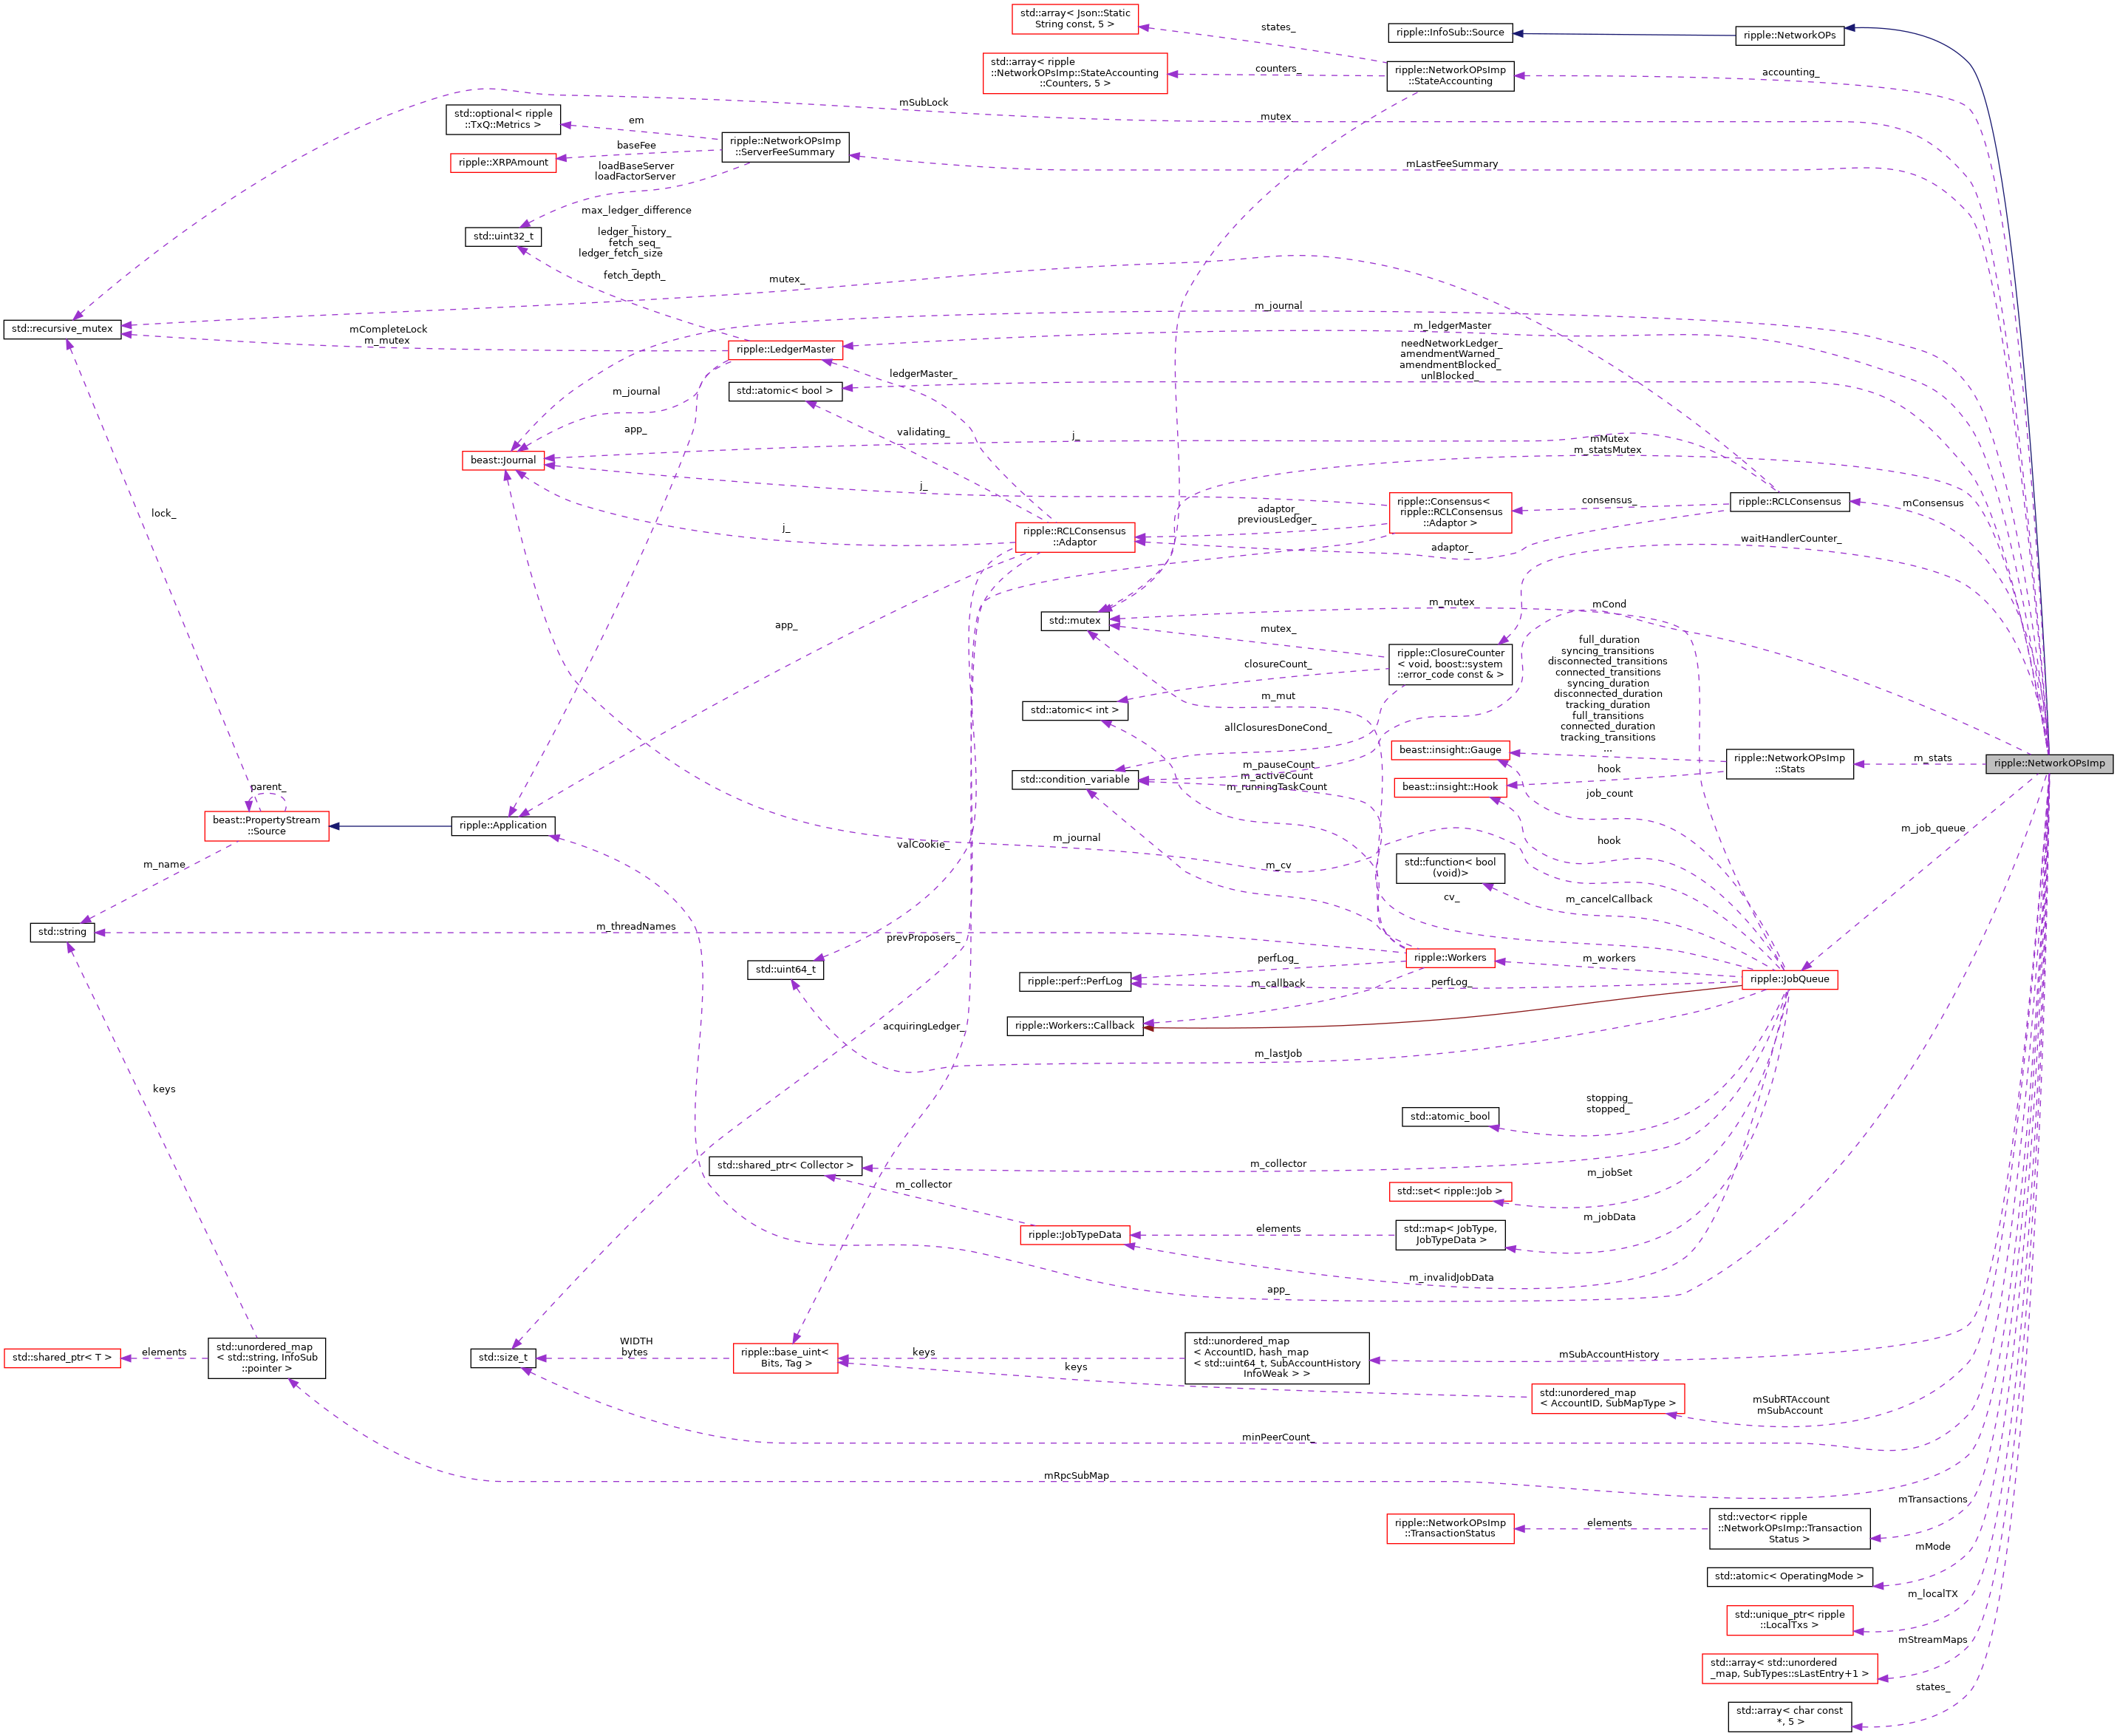 std::array< Json::Static
String const, 5 >
states_
ripple::InfoSub::Source
ripple::NetworkOPs
std::array< ripple
::NetworkOPsImp::StateAccounting
::Counters, 5 >
counters_
ripple::NetworkOPsImp
::StateAccounting
accounting_
mSubLock
mutex
std::optional< ripple
::TxQ::Metrics >
em
baseFee
ripple::XRPAmount
ripple::NetworkOPsImp
::ServerFeeSummary
mLastFeeSummary
loadBaseServer
loadFactorServer
std::uint32_t
max_ledger_difference
_
ledger_history_
fetch_seq_
ledger_fetch_size
_
fetch_depth_
mutex_
m_journal
std::recursive_mutex
mCompleteLock
m_mutex
ripple::LedgerMaster
m_ledgerMaster
needNetworkLedger_
amendmentWarned_
amendmentBlocked_
unlBlocked_
ledgerMaster_
std::atomic< bool >
m_journal
app_
validating_
j_
mMutex
m_statsMutex
beast::Journal
j_
ripple::Consensus<
ripple::RCLConsensus
::Adaptor >
consensus_
ripple::RCLConsensus
mConsensus
lock_
j_
ripple::RCLConsensus
::Adaptor
adaptor_
previousLedger_
adaptor_
waitHandlerCounter_
app_
std::mutex
m_mutex
mCond
mutex_
ripple::ClosureCounter
< void, boost::system
::error_code const & >
closureCount_
full_duration
syncing_transitions
disconnected_transitions
connected_transitions
syncing_duration
disconnected_duration
tracking_duration
full_transitions
connected_duration
tracking_transitions
...
std::atomic< int >
m_mut
allClosuresDoneCond_
beast::insight::Gauge
ripple::NetworkOPsImp
::Stats
m_stats
ripple::NetworkOPsImp
std::condition_variable
m_pauseCount
m_activeCount
m_runningTaskCount
beast::insight::Hook
hook
job_count
parent_
beast::PropertyStream
::Source
ripple::Application
m_job_queue
valCookie_
m_journal
hook
m_name
m_cv
std::function< bool
(void)>
cv_
m_cancelCallback
std::string
m_threadNames
prevProposers_
std::uint64_t
perfLog_
ripple::Workers
m_workers
ripple::perf::PerfLog
m_callback
perfLog_
ripple::JobQueue
acquiringLedger_
ripple::Workers::Callback
m_lastJob
keys
std::atomic_bool
stopping_
stopped_
std::shared_ptr< Collector >
m_collector
m_collector
std::set< ripple::Job >
m_jobSet
ripple::JobTypeData
elements
std::map< JobType,
JobTypeData >
m_jobData
m_invalidJobData
app_
std::shared_ptr< T >
elements
std::unordered_map
< std::string, InfoSub
::pointer >
std::size_t
WIDTH
bytes
ripple::base_uint<
Bits, Tag >
keys
std::unordered_map
< AccountID, hash_map
< std::uint64_t, SubAccountHistory
InfoWeak > >
mSubAccountHistory
keys
std::unordered_map
< AccountID, SubMapType >
mSubRTAccount
mSubAccount
minPeerCount_
mRpcSubMap
mTransactions
ripple::NetworkOPsImp
::TransactionStatus
elements
std::vector< ripple
::NetworkOPsImp::Transaction
Status >
mMode
std::atomic< OperatingMode >
m_localTX
std::unique_ptr< ripple
::LocalTxs >
mStreamMaps
std::array< std::unordered
_map, SubTypes::sLastEntry+1 >
states_
std::array< char const
*, 5 >